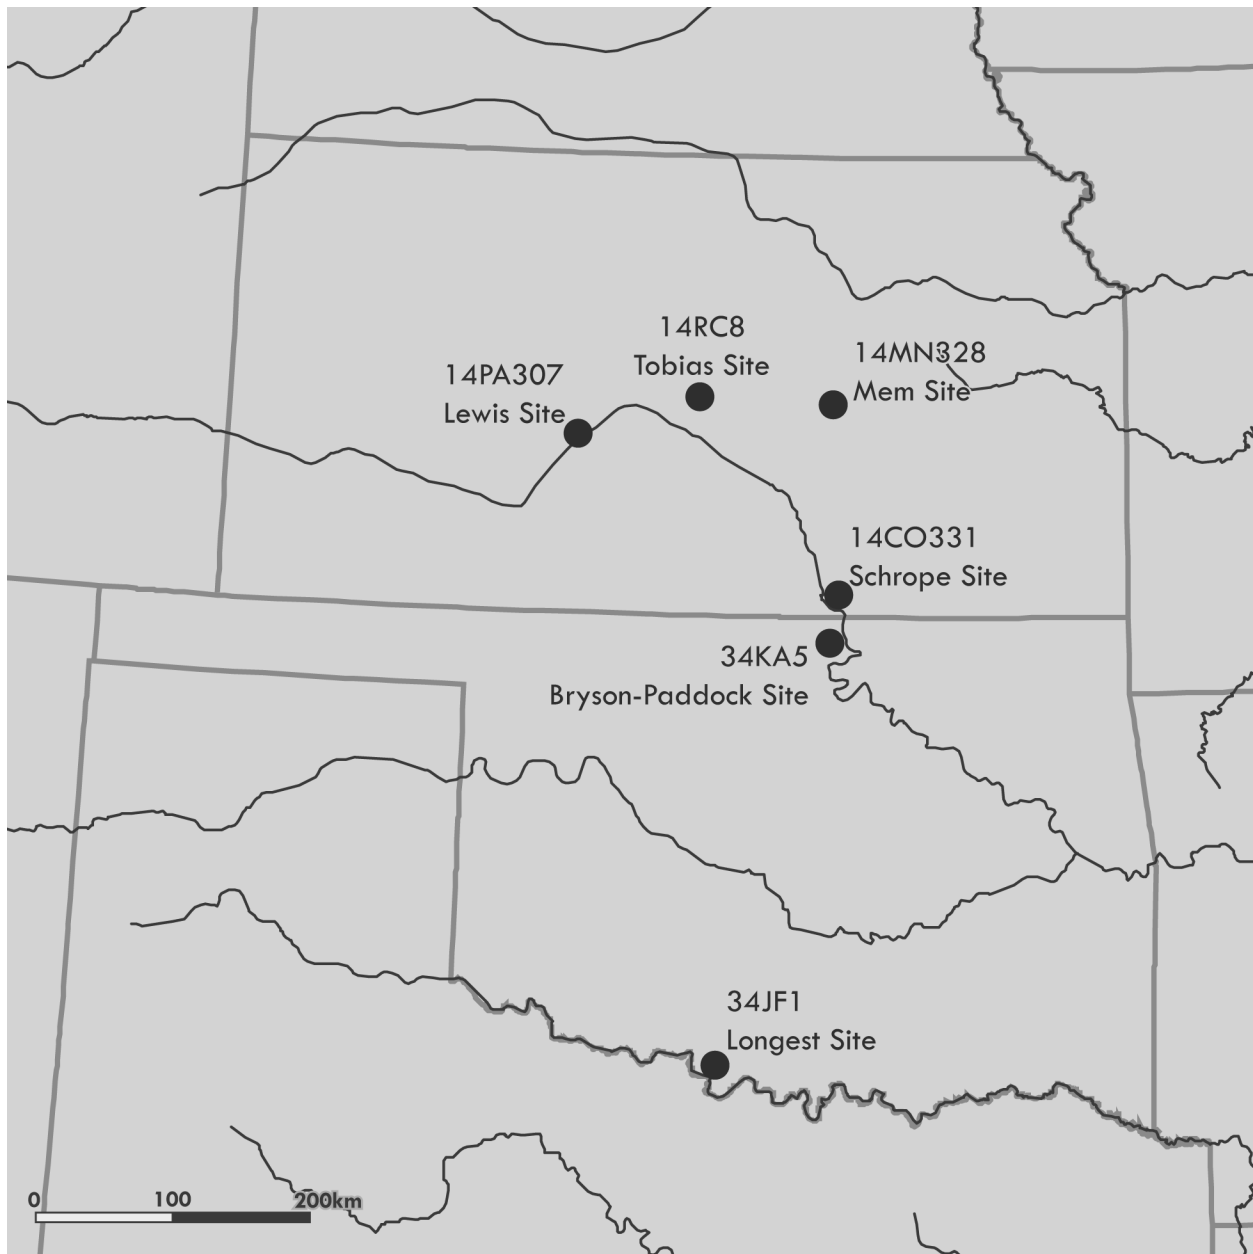 14RC8
Tobias Site
14MN328
Mem Site
14PA307
Lewis Site
14CO331
Schrope Site
34KA5
Bryson-Paddock Site
34JF1
Longest Site
0 100 200km